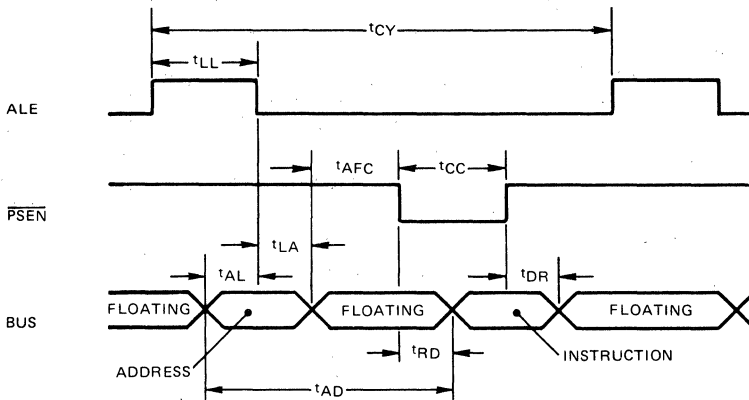 tCY
tLL
ALE
tAFC
tCC
PSEN
tLA
tAL
tDR
FLOATING
FLOATING
FLOATING
BUS
tRD
INSTRUCTION
ADDRESS
tAD